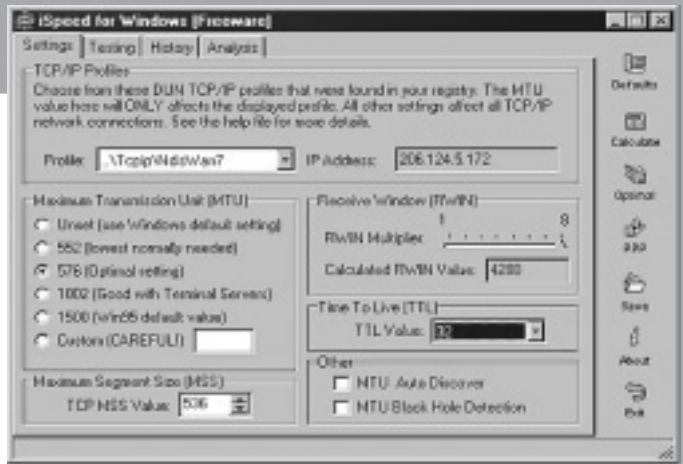 iSpeed for Windows [Freeware]
Settings Testing History Analysis
TCP/IP Profiles
Choose from these DUN TCP/IP profiles that were found in your registry. The MTU
value here will ONLY affects the displayed profile. All other settings affect all TCP/IP
network connections. See the help file for more details.
Profile: ..\Tcpip\NdisWan7
IP Address: 206.124.5.172
Maximum Transmission Unit (MTU)
Unset (use Windows default setting)
552 (lowest normally needed)
576 (Optimal setting)
1002 (Good with Terminal Servers)
1500 (Win95 default value)
Custom (CAREFUL!)
Maximum Segment Size (MSS)
TCP MSS Value: 536
Receive Window (RWIN)
1 8
RWIN Multiplier:
Calculated RWIN Value: 4288
Time To Live (TTL)
TTL Value: 32
Other
MTU Auto Discover
MTU Black Hole Detection
Defaults
Calculate
Optimal
PPP
Save
About
Exit